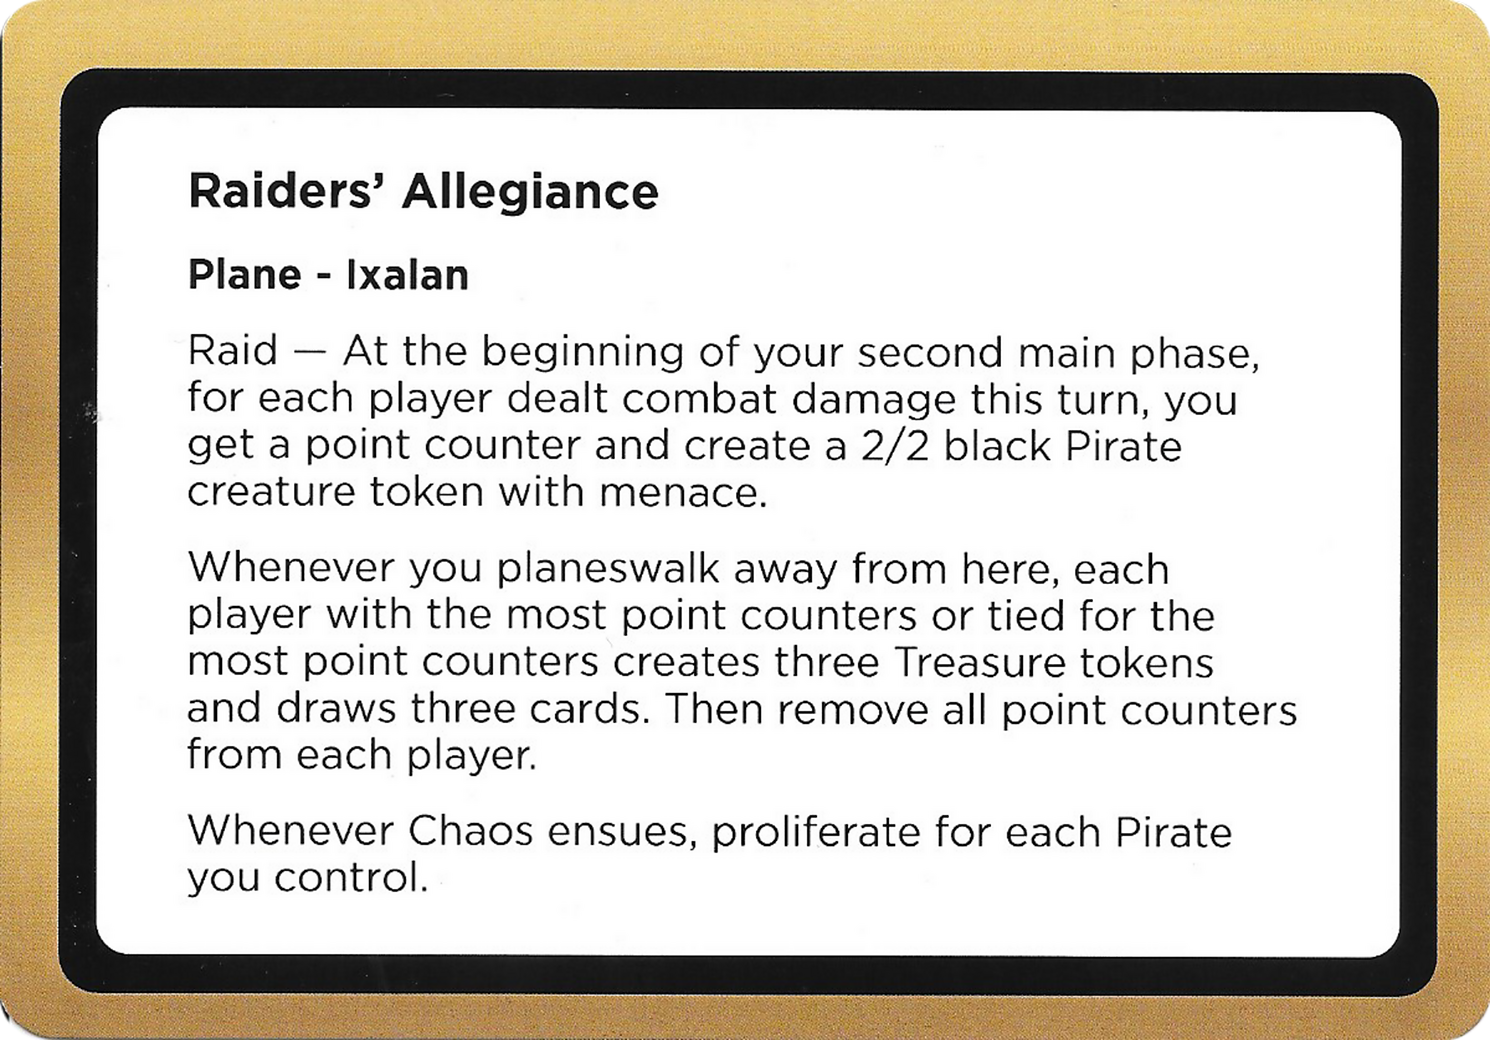 Raiders’ Allegiance
Plane - Ixalan
Raid — At the beginning of your second main phase,
for each player dealt combat damage this turn, you
get a point counter and create a 2/2 black Pirate
creature token with menace.
Whenever you planeswalk away from here, each
player with the most point counters or tied for the
most point counters creates three Treasure tokens
and draws three cards. Then remove all point counters
from each player.
Whenever Chaos ensues, proliferate for each Pirate
you control.